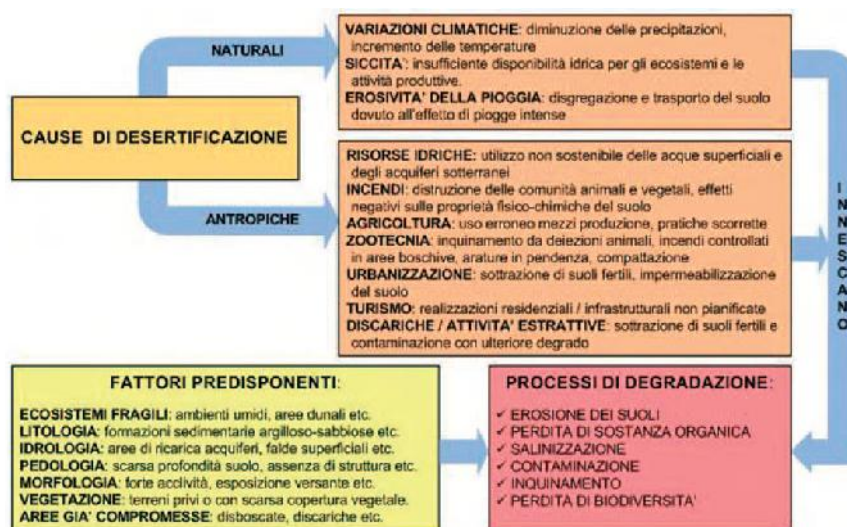 NATURALI
VARIAZIONI CLIMATICHE: diminuzione delle precipitazioni,
incremento delle temperature
SICCITA': insufficiente disponibilità idrica per gli ecosistemi e le
attività produttive.
EROSIVITA' DELLA PIOGGIA: disgregazione e trasporto del suolo
dovuto all'effetto di piogge intense
CAUSE DI DESERTIFICAZIONE
ANTROPICHE
RISORSE IDRICHE: utilizzo non sostenibile delle acque superficiali e
degli acquiferi sotterranei
INCENDI: distruzione delle comunità animali e vegetali, effetti
negativi sulle proprietà fisico-chimiche del suolo
AGRICOLTURA: uso erroneo mezzi produzione, pratiche scorrette
ZOOTECNIA: inquinamento da deiezioni animali, incendi controllati
in aree boschive, arature in pendenza, compattazione
URBANIZZAZIONE: sottrazione di suoli fertili, impermeabilizzazione
del suolo
TURISMO: realizzazioni residenziali / infrastrutturali non pianificate
DISCARICHE / ATTIVITA' ESTRATTIVE: sottrazione di suoli fertili e
contaminazione con ulteriore degrado
INNESCANO
FATTORI PREDISPONENTI:
ECOSISTEMI FRAGILI: ambienti umidi, aree dunali etc.
LITOLOGIA: formazioni sedimentarie argilloso-sabbiose etc.
IDROLOGIA: aree di ricarica acquiferi, falde superficiali etc.
PEDOLOGIA: scarsa profondità suolo, assenza di struttura etc.
MORFOLOGIA: forte acclività, esposizione versante etc.
VEGETAZIONE: terreni privi o con scarsa copertura vegetale.
AREE GIA' COMPROMESSE: disboscate, discariche etc.
PROCESSI DI DEGRADAZIONE:
✓ EROSIONE DEI SUOLI
✓ PERDITA DI SOSTANZA ORGANICA
✓ SALINIZZAZIONE
✓ CONTAMINAZIONE
✓ INQUINAMENTO
✓ PERDITA DI BIODIVERSITA'